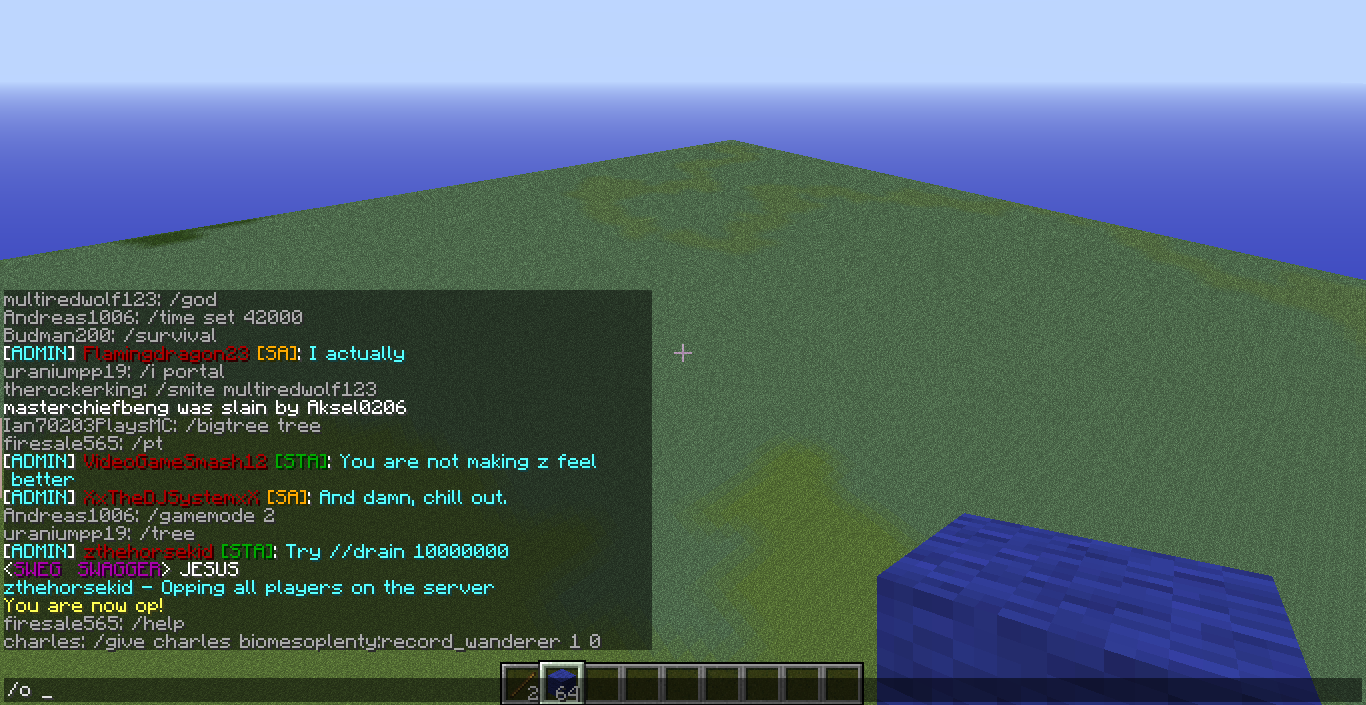 multiredwolf123: /god
Andreas1006: /time set 42000
Budman200: /survival
[ADMIN] Flamingdragon23 [SA]: I actually
uraniumpp19: /i portal
therockerking: /smite multiredwolf123
masterchiefbeng was slain by Aksel0206
Ian70203PlaysMC: /bigtree tree
firesale565: /pt
[ADMIN] VideoGameSmash12 [STA]: You are not making z feel
better
[ADMIN] XxTheDJSystemxX [SA]: And damn, chill out.
Andreas1006: /gamemode 2
uraniumpp19: /tree
[ADMIN] zthehorsekid [STA]: Try //drain 10000000
<SWEG SWAGGER> JESUS
zthehorsekid - Opping all players on the server
You are now op!
firesale565: /help
charles: /give charles biomesoplenty:record_wanderer 1 0
2 64
/o _